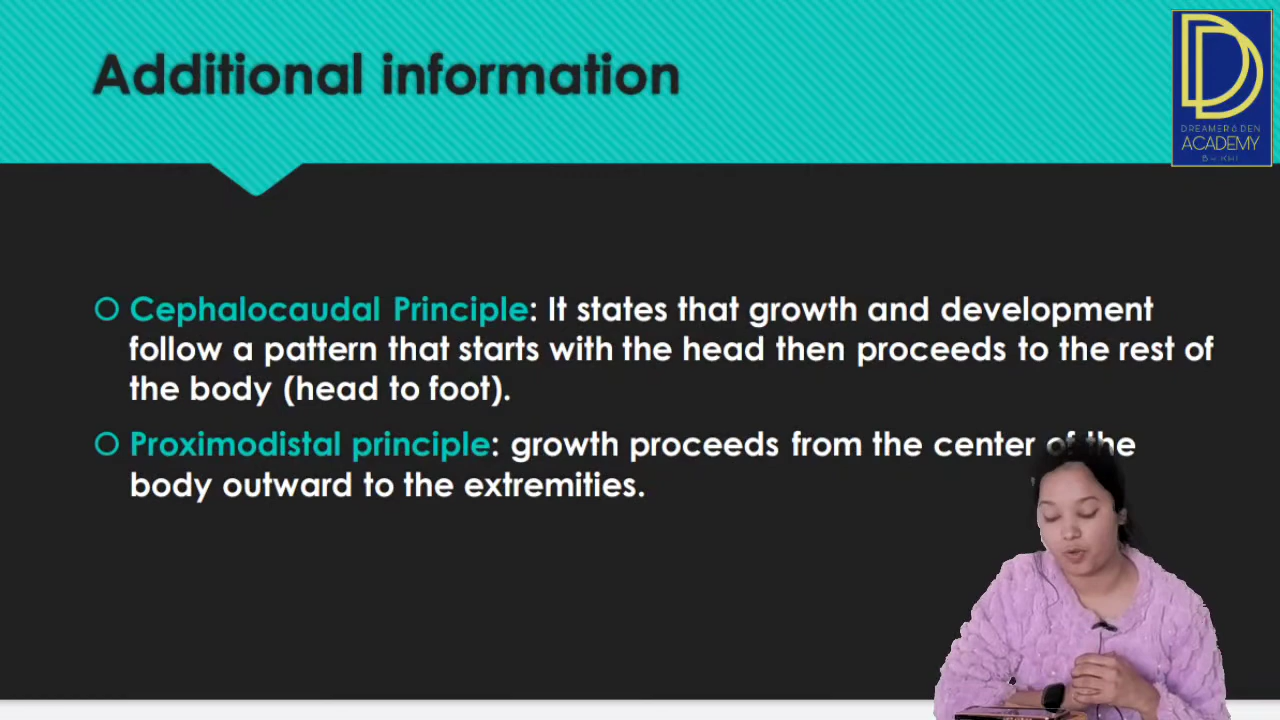 Additional information
DREAMER'S DEN
ACADEMY
Cephalocaudal Principle: It states that growth and development
follow a pattern that starts with the head then proceeds to the rest of
the body (head to foot).
Proximodistal principle: growth proceeds from the center of the
body outward to the extremities.